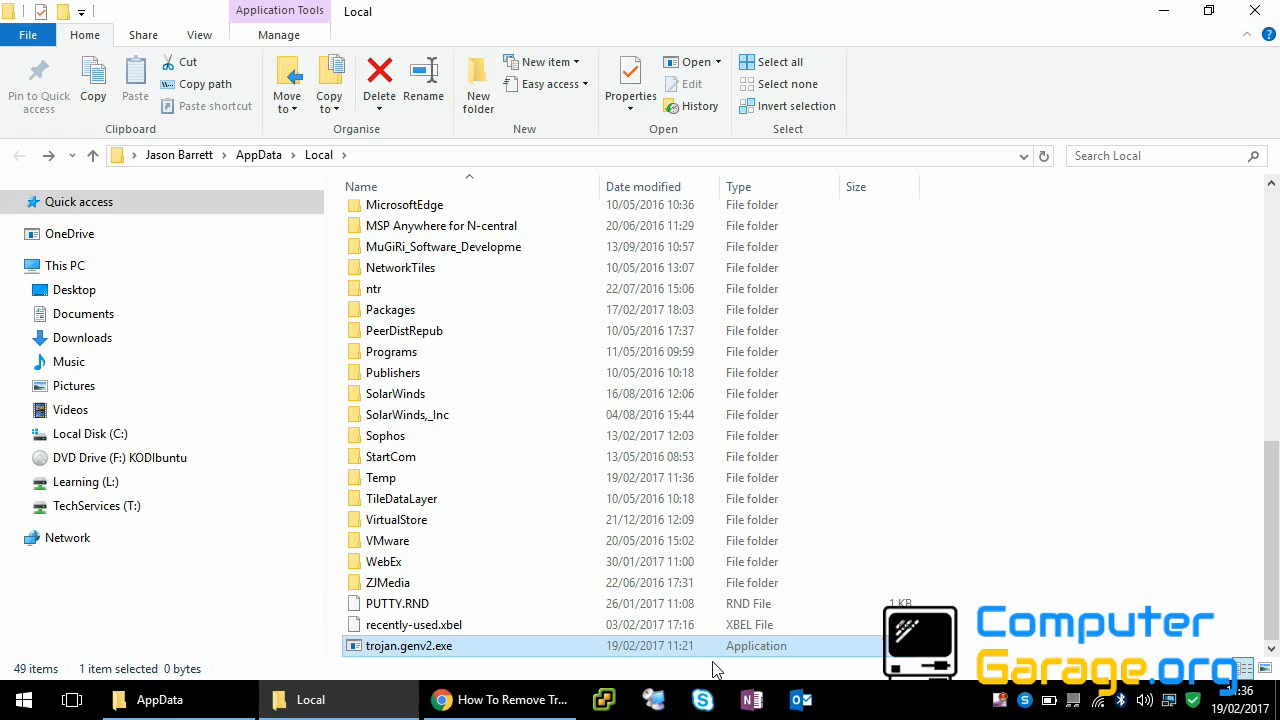 Application Tools
Local
File
Home
Share
View
Manage
Pin to Quick
access
Copy
Paste
Cut
Copy path
Paste shortcut
Clipboard
Move
to
Copy
to
Delete
Rename
Organise
New
folder
New item
Easy access
New
Properties
Open
Edit
History
Open
Select all
Select none
Invert selection
Select
Jason Barrett
AppData
Local
Search Local
Quick access
OneDrive
This PC
Desktop
Documents
Downloads
Music
Pictures
Videos
Local Disk (C:)
DVD Drive (F:) KODIbuntu
Learning (L:)
TechServices (T:)
Network
Name Date modified Type Size
MicrosoftEdge 10/05/2016 10:36 File folder
MSP Anywhere for N-central 20/06/2016 11:29 File folder
MuGiRi_Software_Developme 13/09/2016 10:57 File folder
NetworkTiles 10/05/2016 13:07 File folder
ntr 22/07/2016 15:06 File folder
Packages 17/02/2017 18:03 File folder
PeerDistRepub 10/05/2016 17:37 File folder
Programs 11/05/2016 09:59 File folder
Publishers 10/05/2016 10:18 File folder
SolarWinds 16/08/2016 12:06 File folder
SolarWinds,_Inc 04/08/2016 15:44 File folder
Sophos 13/02/2017 12:03 File folder
StartCom 13/05/2016 08:53 File folder
Temp 19/02/2017 11:36 File folder
TileDataLayer 10/05/2016 10:18 File folder
VirtualStore 21/12/2016 12:09 File folder
VMware 20/05/2016 15:02 File folder
WebEx 30/01/2017 11:00 File folder
ZJMedia 22/06/2016 17:31 File folder
PUTTY.RND 26/01/2017 11:08 RND File 1 KB
recently-used.xbel 03/02/2017 17:16 XBEL File
trojan.genv2.exe 19/02/2017 11:21 Application
Computer
Garage.org
49 items 1 item selected 0 bytes
AppData
Local
How To Remove Tr...
:36
19/02/2017